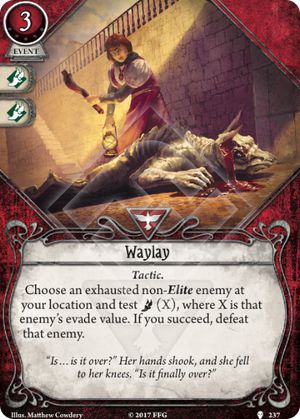 3
EVENT
Waylay
Tactic.
Choose an exhausted non-Elite enemy at
your location and test (X), where X is that
enemy's evade value. If you succeed, defeat
that enemy.
“Is…is it over?” Her hands shook, and she fell
to her knees. “Is it finally over?”
Illus. Matthew Cowdery
© 2017 FFG
237